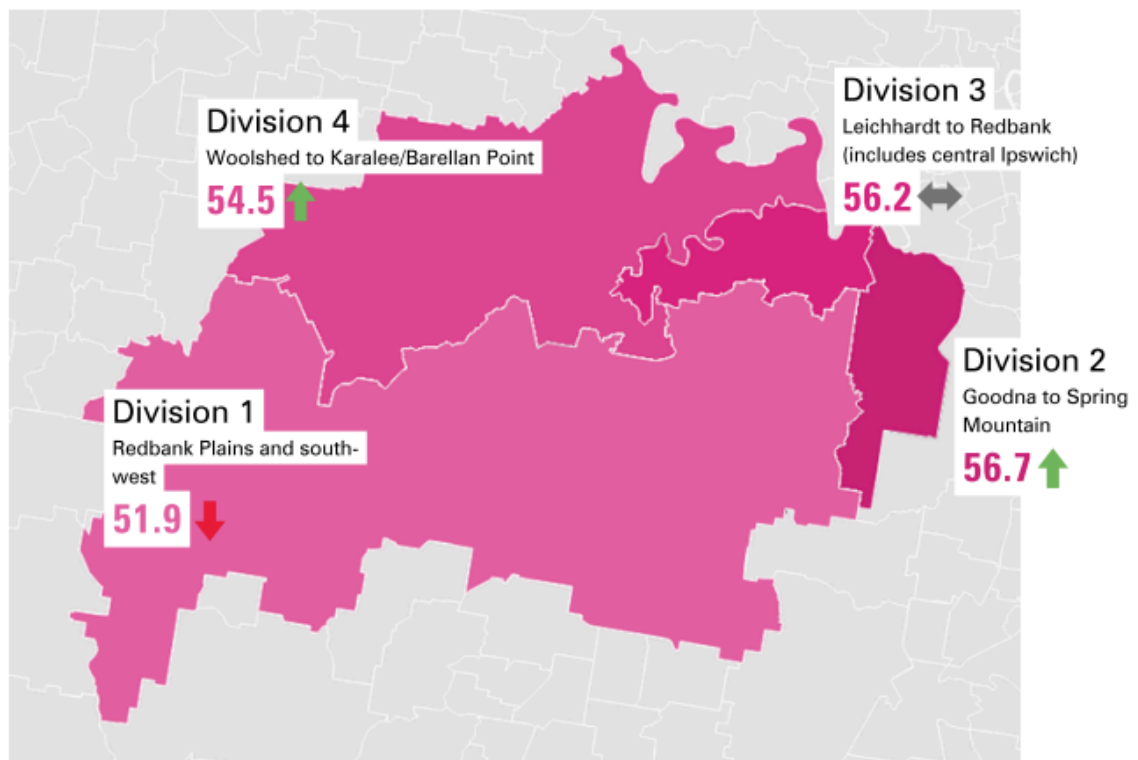 Division 4
Woolshed to Karalee/Barellan Point
54.5
Division 3
Leichhardt to Redbank
(includes central Ipswich)
56.2
Division 2
Goodna to Spring
Mountain
56.7
Division 1
Redbank Plains and south-
west
51.9